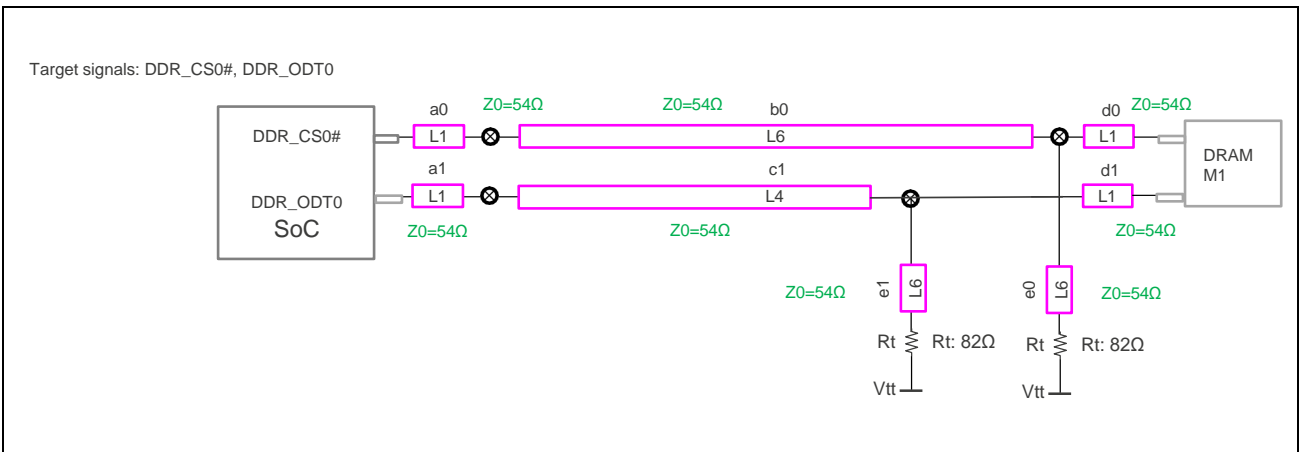 Target signals: DDR_CS0#, DDR_ODT0
a0 Z0=54Ω Z0=54Ω b0 d0 Z0=54Ω
DDR_CS0# L1 L6 L1
DRAM
M1
a1 c1 d1
DDR_ODT0 L1 L4 L1
SoC
Z0=54Ω Z0=54Ω Z0=54Ω
Z0=54Ω e1 L6 e0 L6 Z0=54Ω
Rt Rt: 82Ω Rt Rt: 82Ω
Vtt Vtt